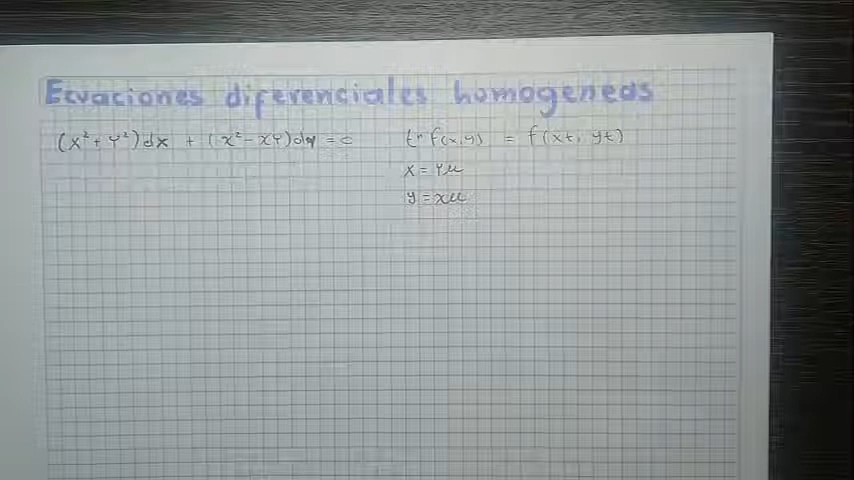 Ecuaciones diferenciales homogeneas
(x² + y²)dx + (x² - xy)dy = 0    tⁿ f(x,y) = f(xt, yt)
x = yu
y = xu